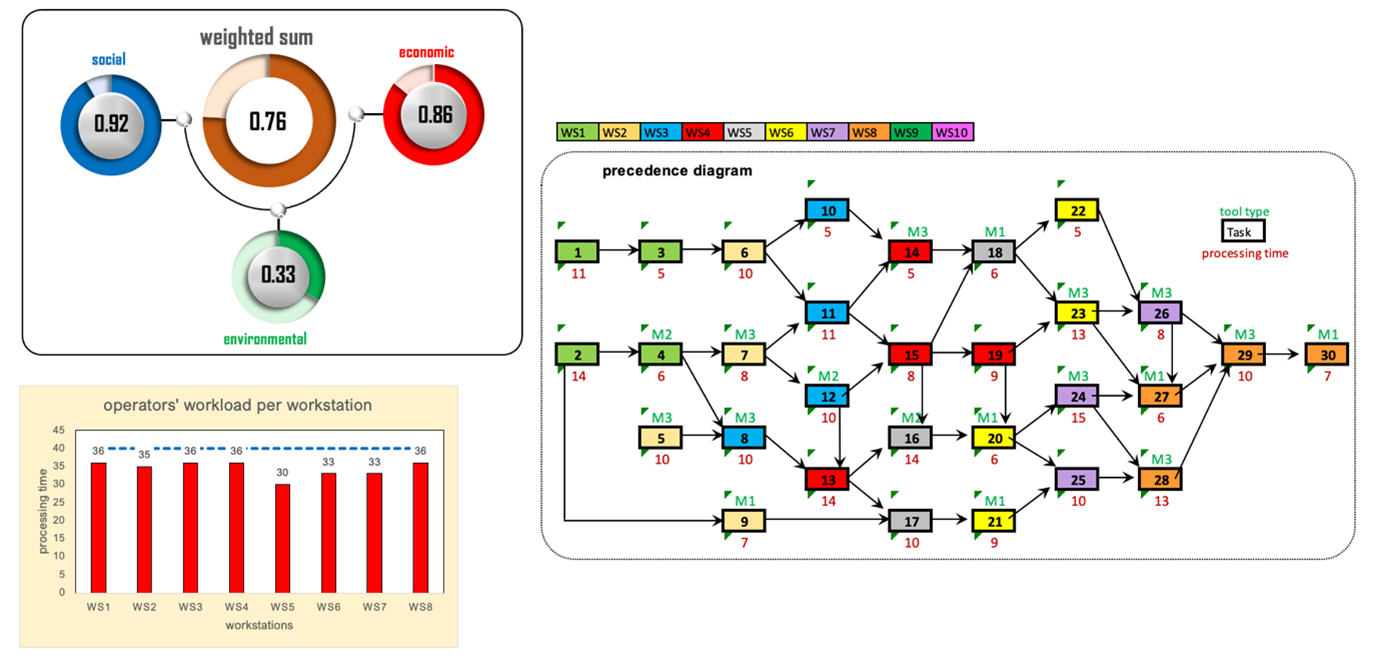 weighted sum
social
economic
0.92
0.76
0.86
0.33
environmental
operators' workload per workstation
processing time
45
40
35
30
25
20
15
10
5
0
36
35
36
36
30
33
33
36
WS1 WS2 WS3 WS4 WS5 WS6 WS7 WS8
workstations
WS1 WS2 WS3 WS4 WS5 WS6 WS7 WS8 WS9 WS10
precedence diagram
tool type
Task
processing time
10
5
22
5
1
11
3
5
6
10
M3
14
5
M1
18
6
11
11
M3
23
13
M3
26
8
2
14
M2
4
6
M3
7
8
15
8
19
9
M3
29
10
M1
30
7
M2
12
10
M3
24
15
M1
27
6
M3
5
10
M3
8
10
16
14
M1
20
6
13
14
25
10
M3
28
13
M1
9
7
17
10
M1
21
9